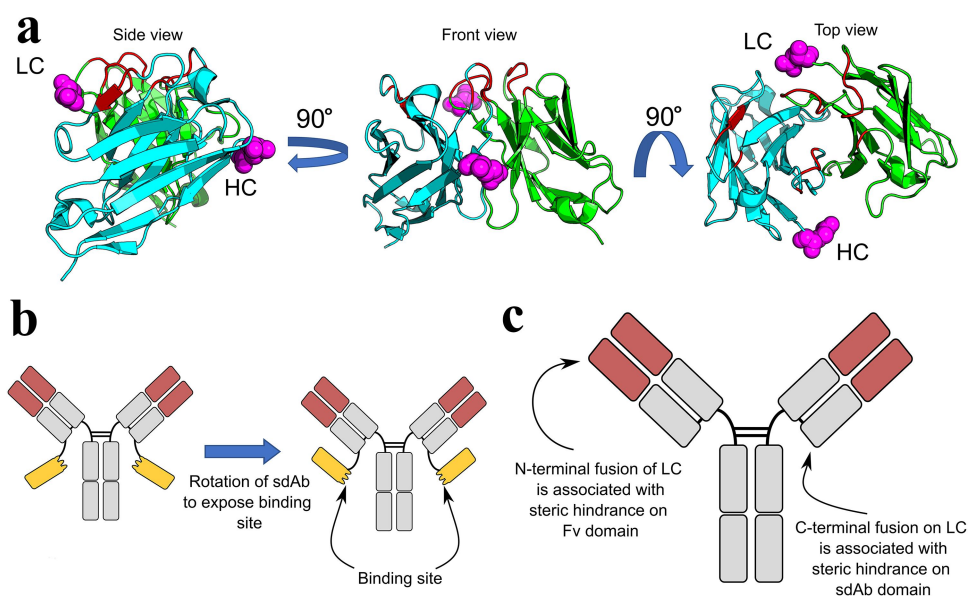 a
Side view
Front view
Top view
LC
HC
90°
90°
LC
HC
b
Rotation of sdAb
to expose binding
site
Binding site
c
N-terminal fusion of LC
is associated with
steric hindrance on
Fv domain
C-terminal fusion on LC
is associated with
steric hindrance on
sdAb domain